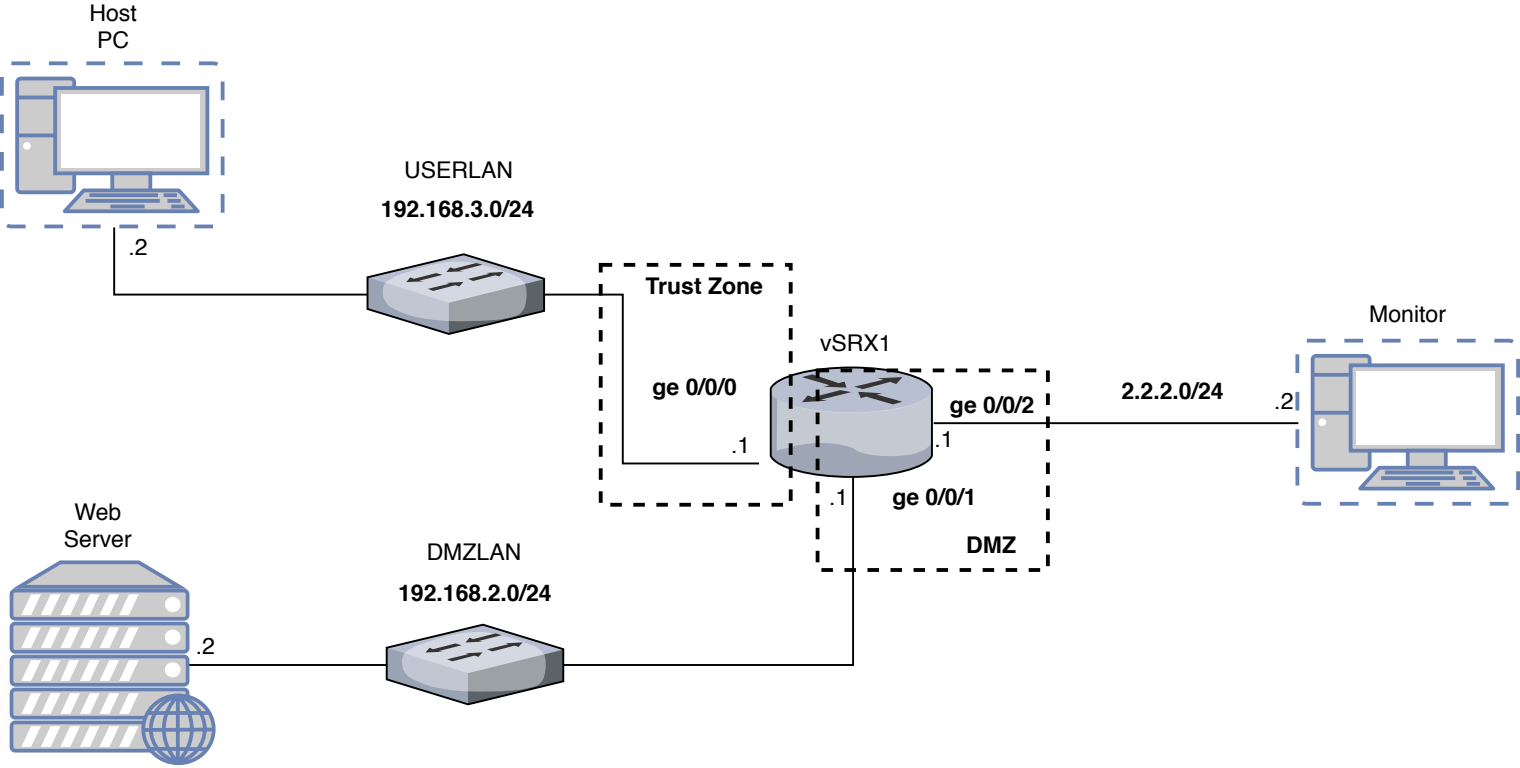 Host
PC
USERLAN
192.168.3.0/24
.2
Trust Zone
Monitor
vSRX1
ge 0/0/0
2.2.2.0/24
ge 0/0/2
.2
.1
.1
.1
ge 0/0/1
Web
Server
DMZ
DMZLAN
192.168.2.0/24
.2